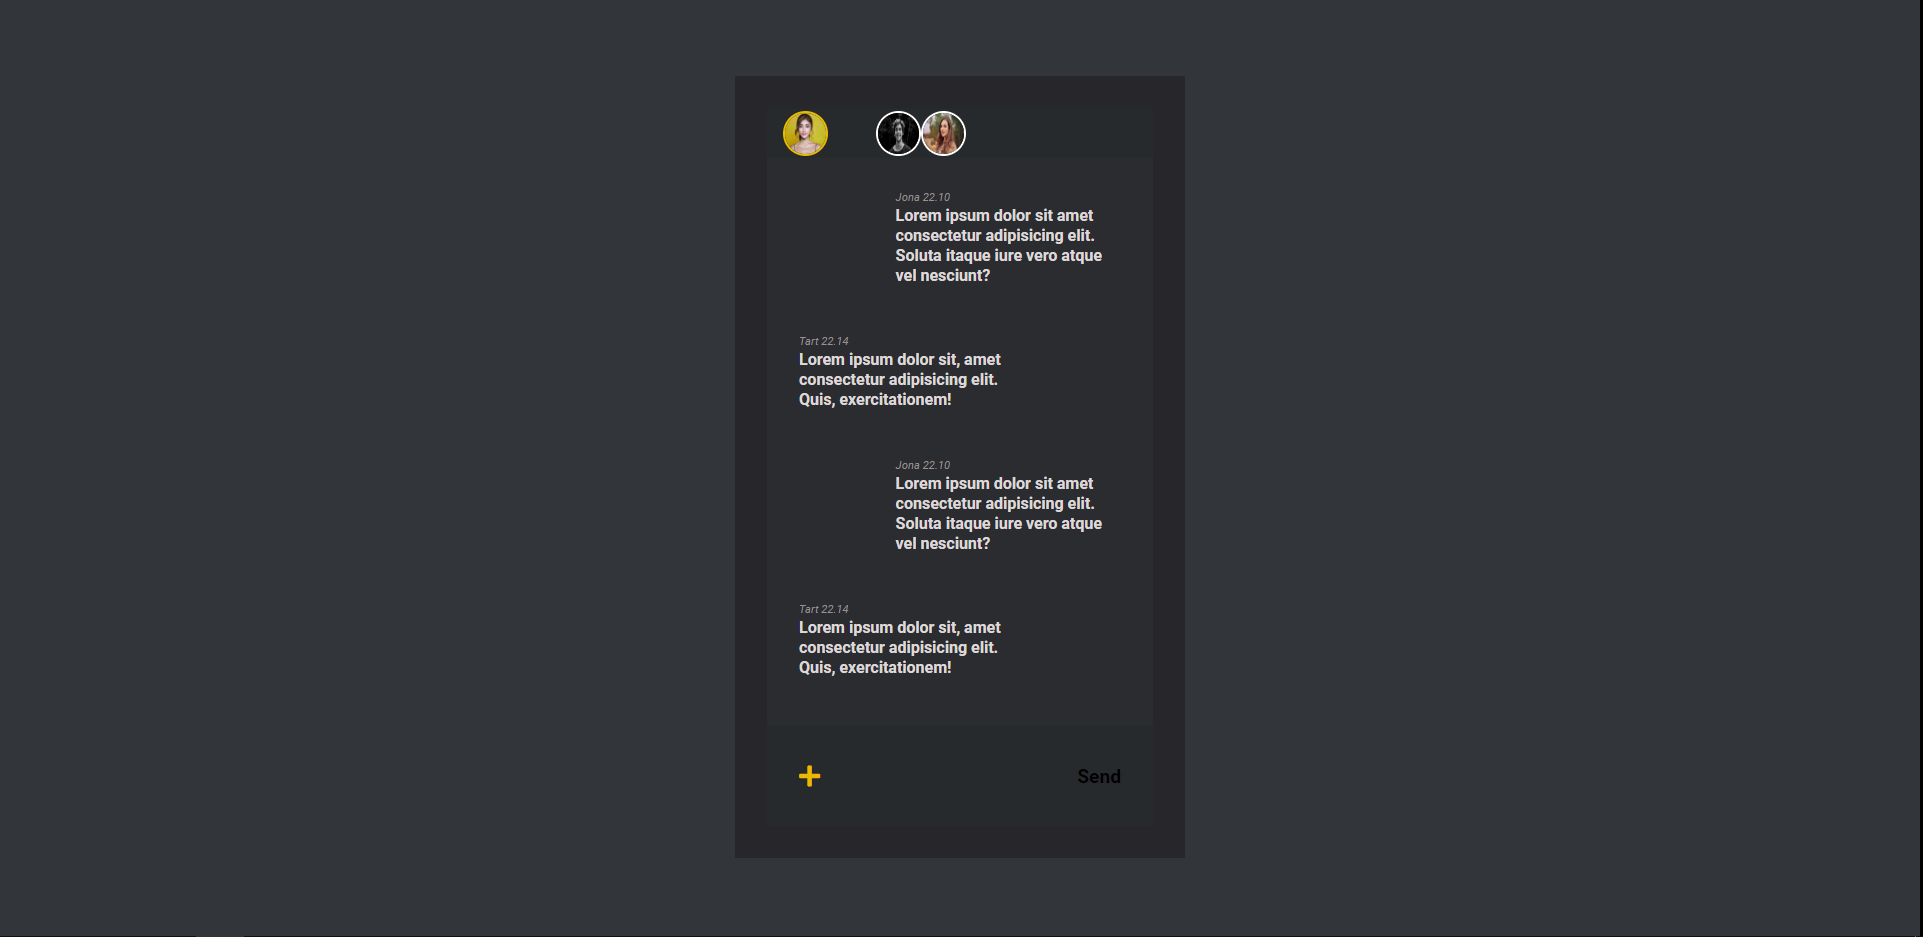 Jona 22.10
Lorem ipsum dolor sit amet
consectetur adipisicing elit.
Soluta itaque iure vero atque
vel nesciunt?
Tart 22.14
Lorem ipsum dolor sit, amet
consectetur adipisicing elit.
Quis, exercitationem!
Jona 22.10
Lorem ipsum dolor sit amet
consectetur adipisicing elit.
Soluta itaque iure vero atque
vel nesciunt?
Tart 22.14
Lorem ipsum dolor sit, amet
consectetur adipisicing elit.
Quis, exercitationem!
Send